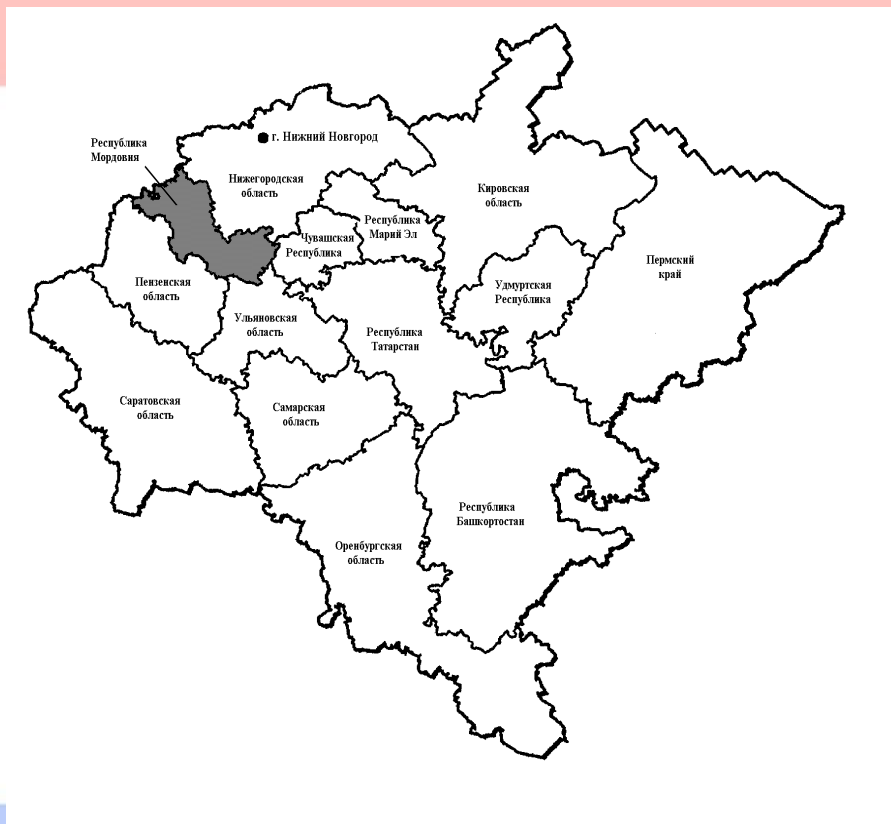 г. Нижний Новгород
Республика
Мордовия
Нижегородская
область
Кировская
область
Республика
Марий Эл
Чувашская
Республика
Пермский
край
Пензенская
область
Удмуртская
Республика
Ульяновская
область
Республика
Татарстан
Саратовская
область
Самарская
область
Республика
Башкортостан
Оренбургская
область